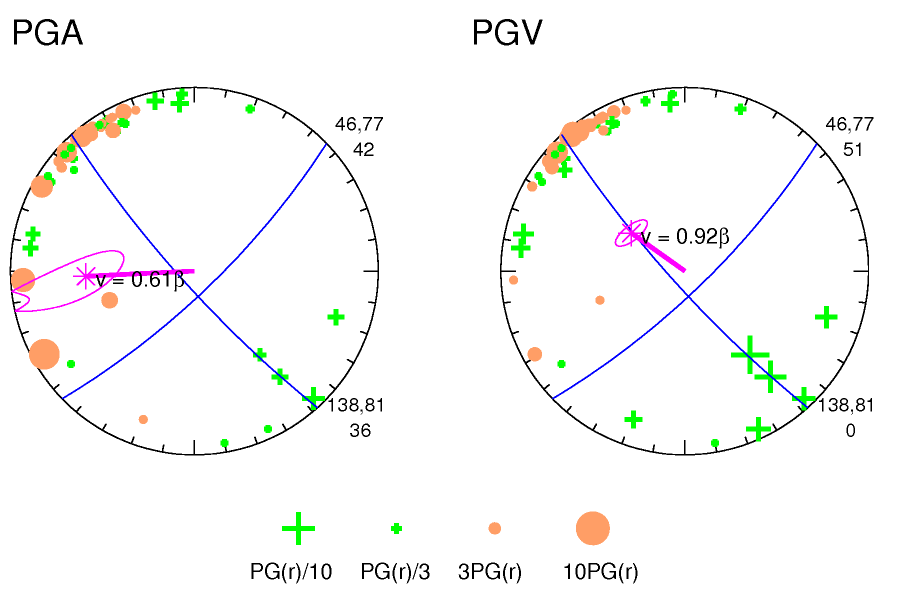 PGA PGV
46,77 46,77
42 51
v = 0.92β
v = 0.61β
138,81 138,81
36 0
PG(r)/10 PG(r)/3 3PG(r) 10PG(r)